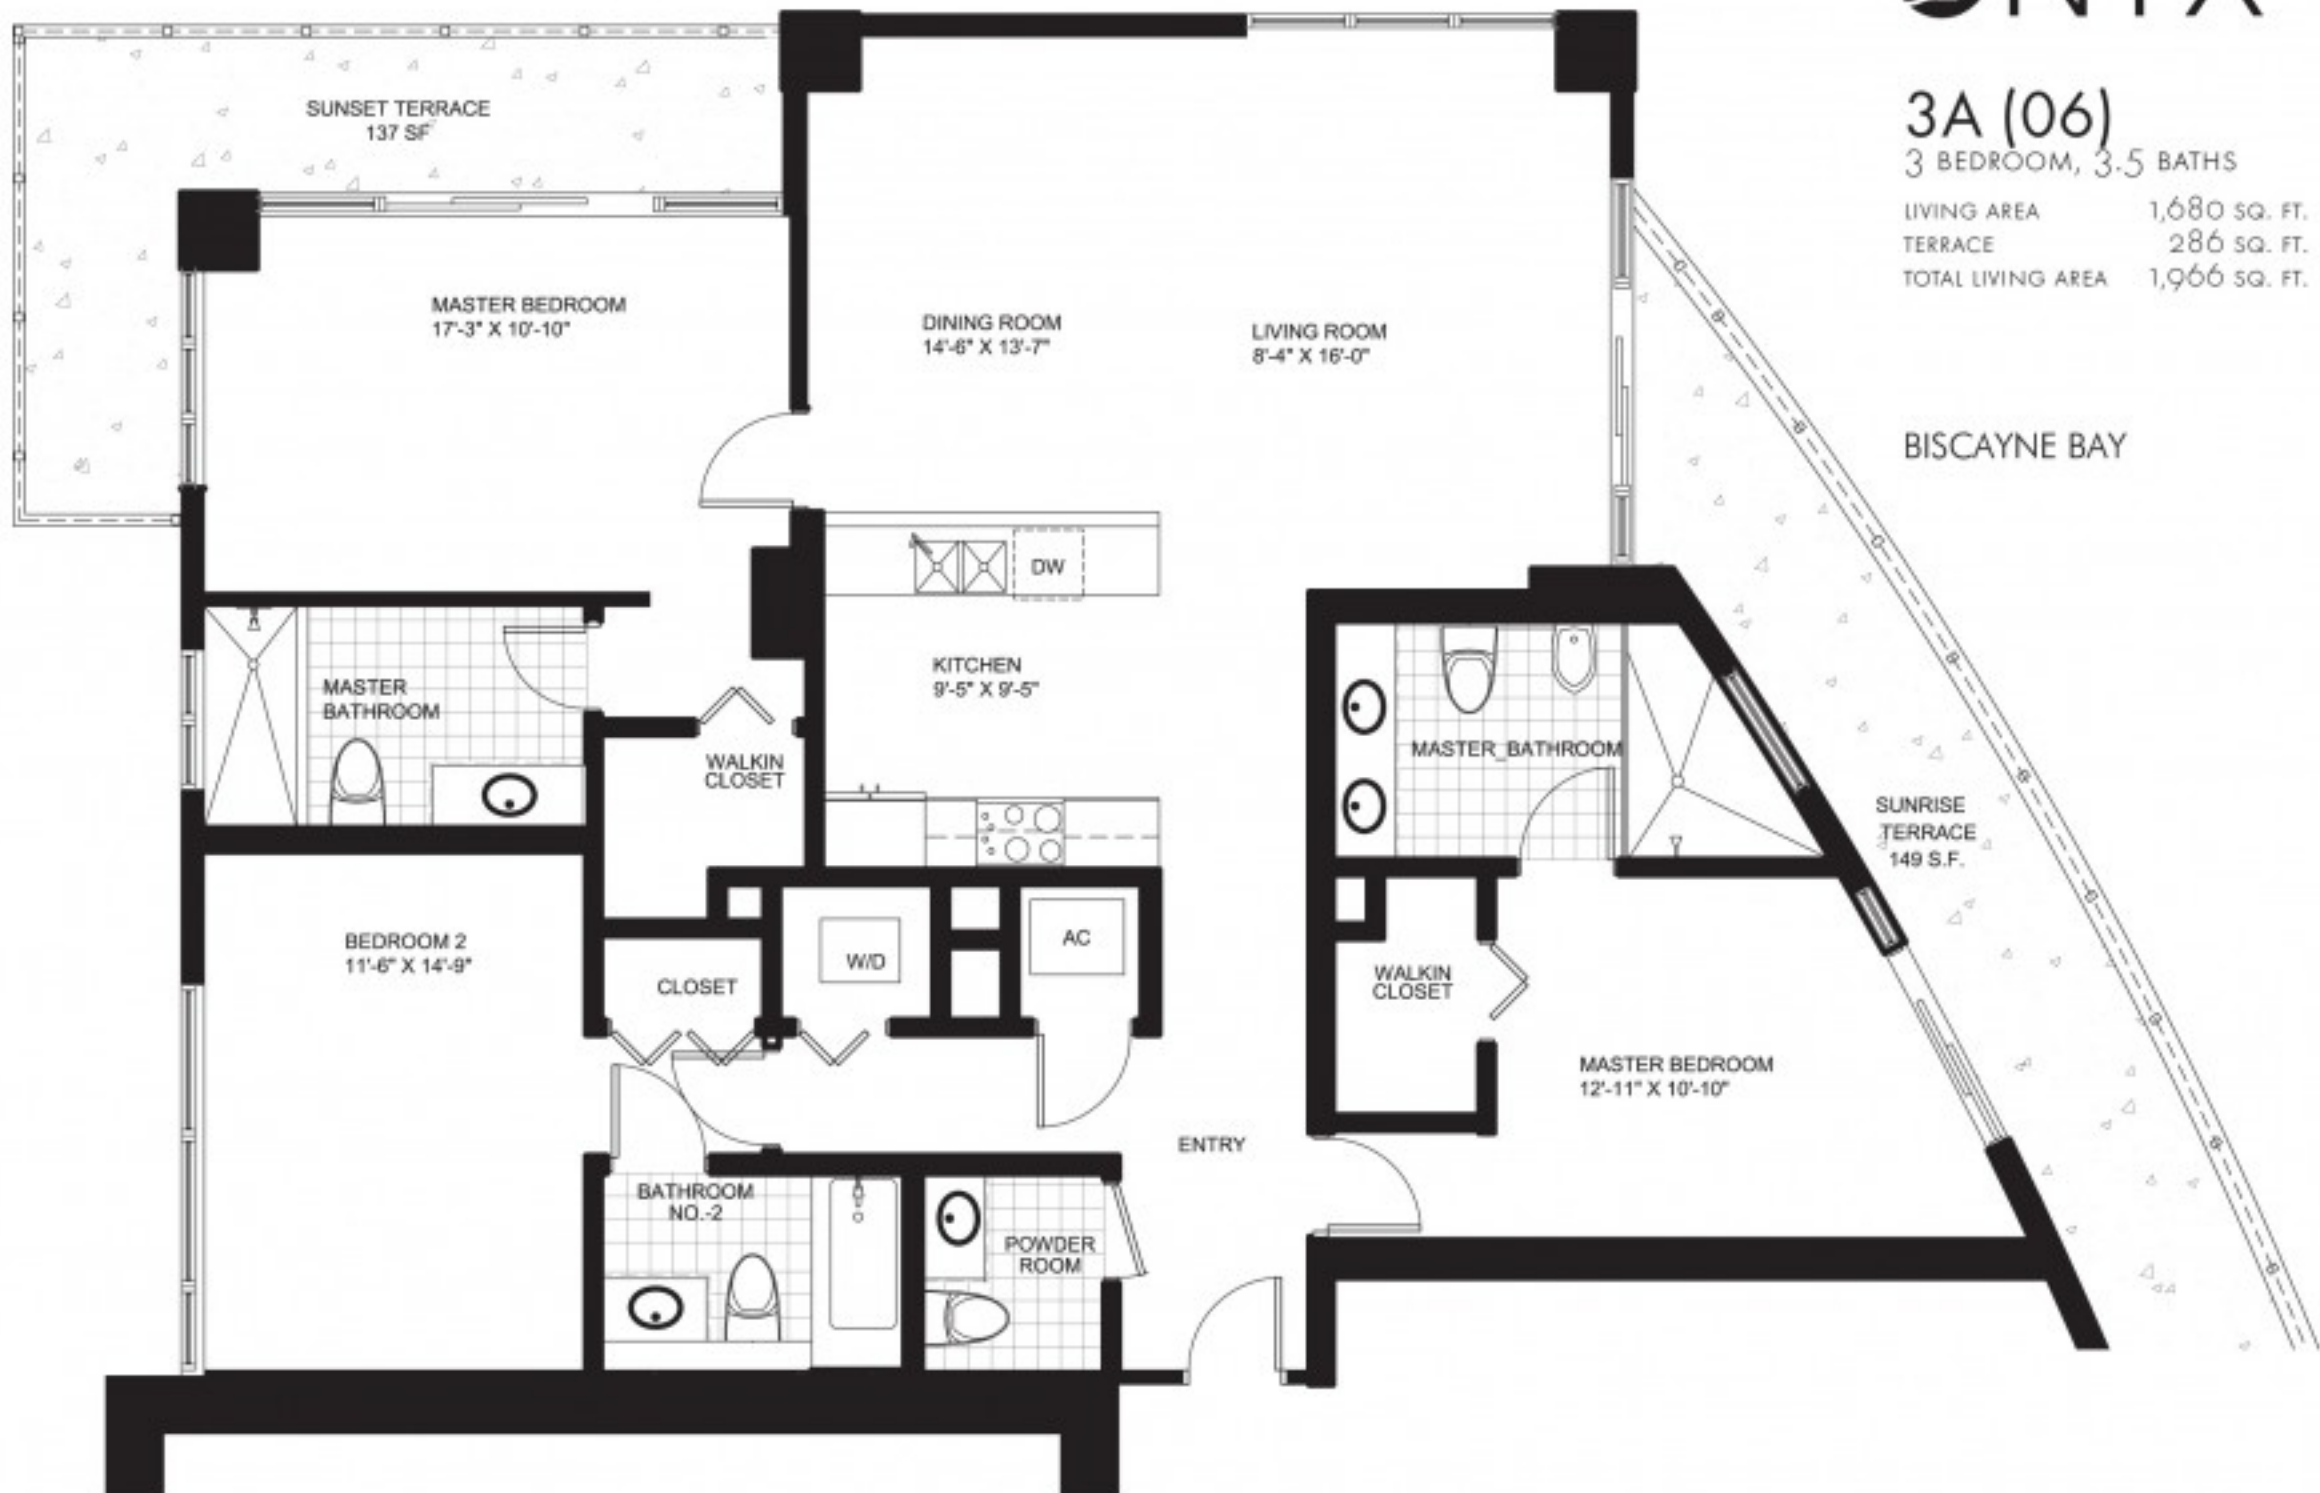 3A (06)
3 BEDROOM, 3.5 BATHS
LIVING AREA 1,680 SQ. FT.
TERRACE 286 SQ. FT.
TOTAL LIVING AREA 1,966 SQ. FT.
BISCAYNE BAY
SUNSET TERRACE
137 SF
MASTER BEDROOM
17'-3" X 10'-10"
DINING ROOM
14'-6" X 13'-7"
LIVING ROOM
8'-4" X 16'-0"
DW
KITCHEN
9'-5" X 9'-5"
MASTER
BATHROOM
WALKIN
CLOSET
MASTER_BATHROOM
SUNRISE
TERRACE
149 S.F.
BEDROOM 2
11'-6" X 14'-9"
CLOSET
W/D
AC
WALKIN
CLOSET
MASTER BEDROOM
12'-11" X 10'-10"
ENTRY
BATHROOM
NO.-2
POWDER
ROOM